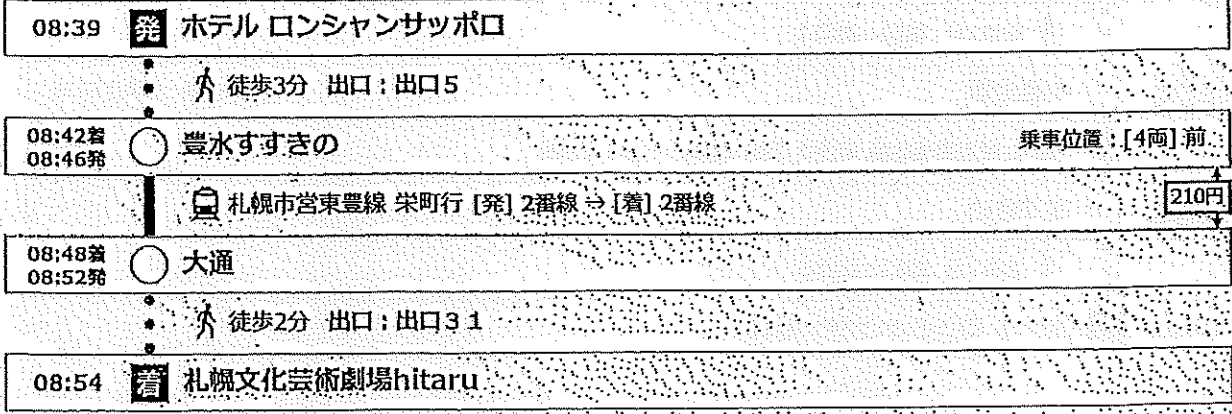 08:39 発 ホテル ロンシャンサッポロ
徒歩3分 出口:出口5
08:42着
08:46発
豊水すすきの 乗車位置:[4両] 前
札幌市営東豊線 栄町行 [発] 2番線 → [着] 2番線
210円
08:48着
08:52発
大通
徒歩2分 出口:出口31
08:54 着 札幌文化芸術劇場hitaru